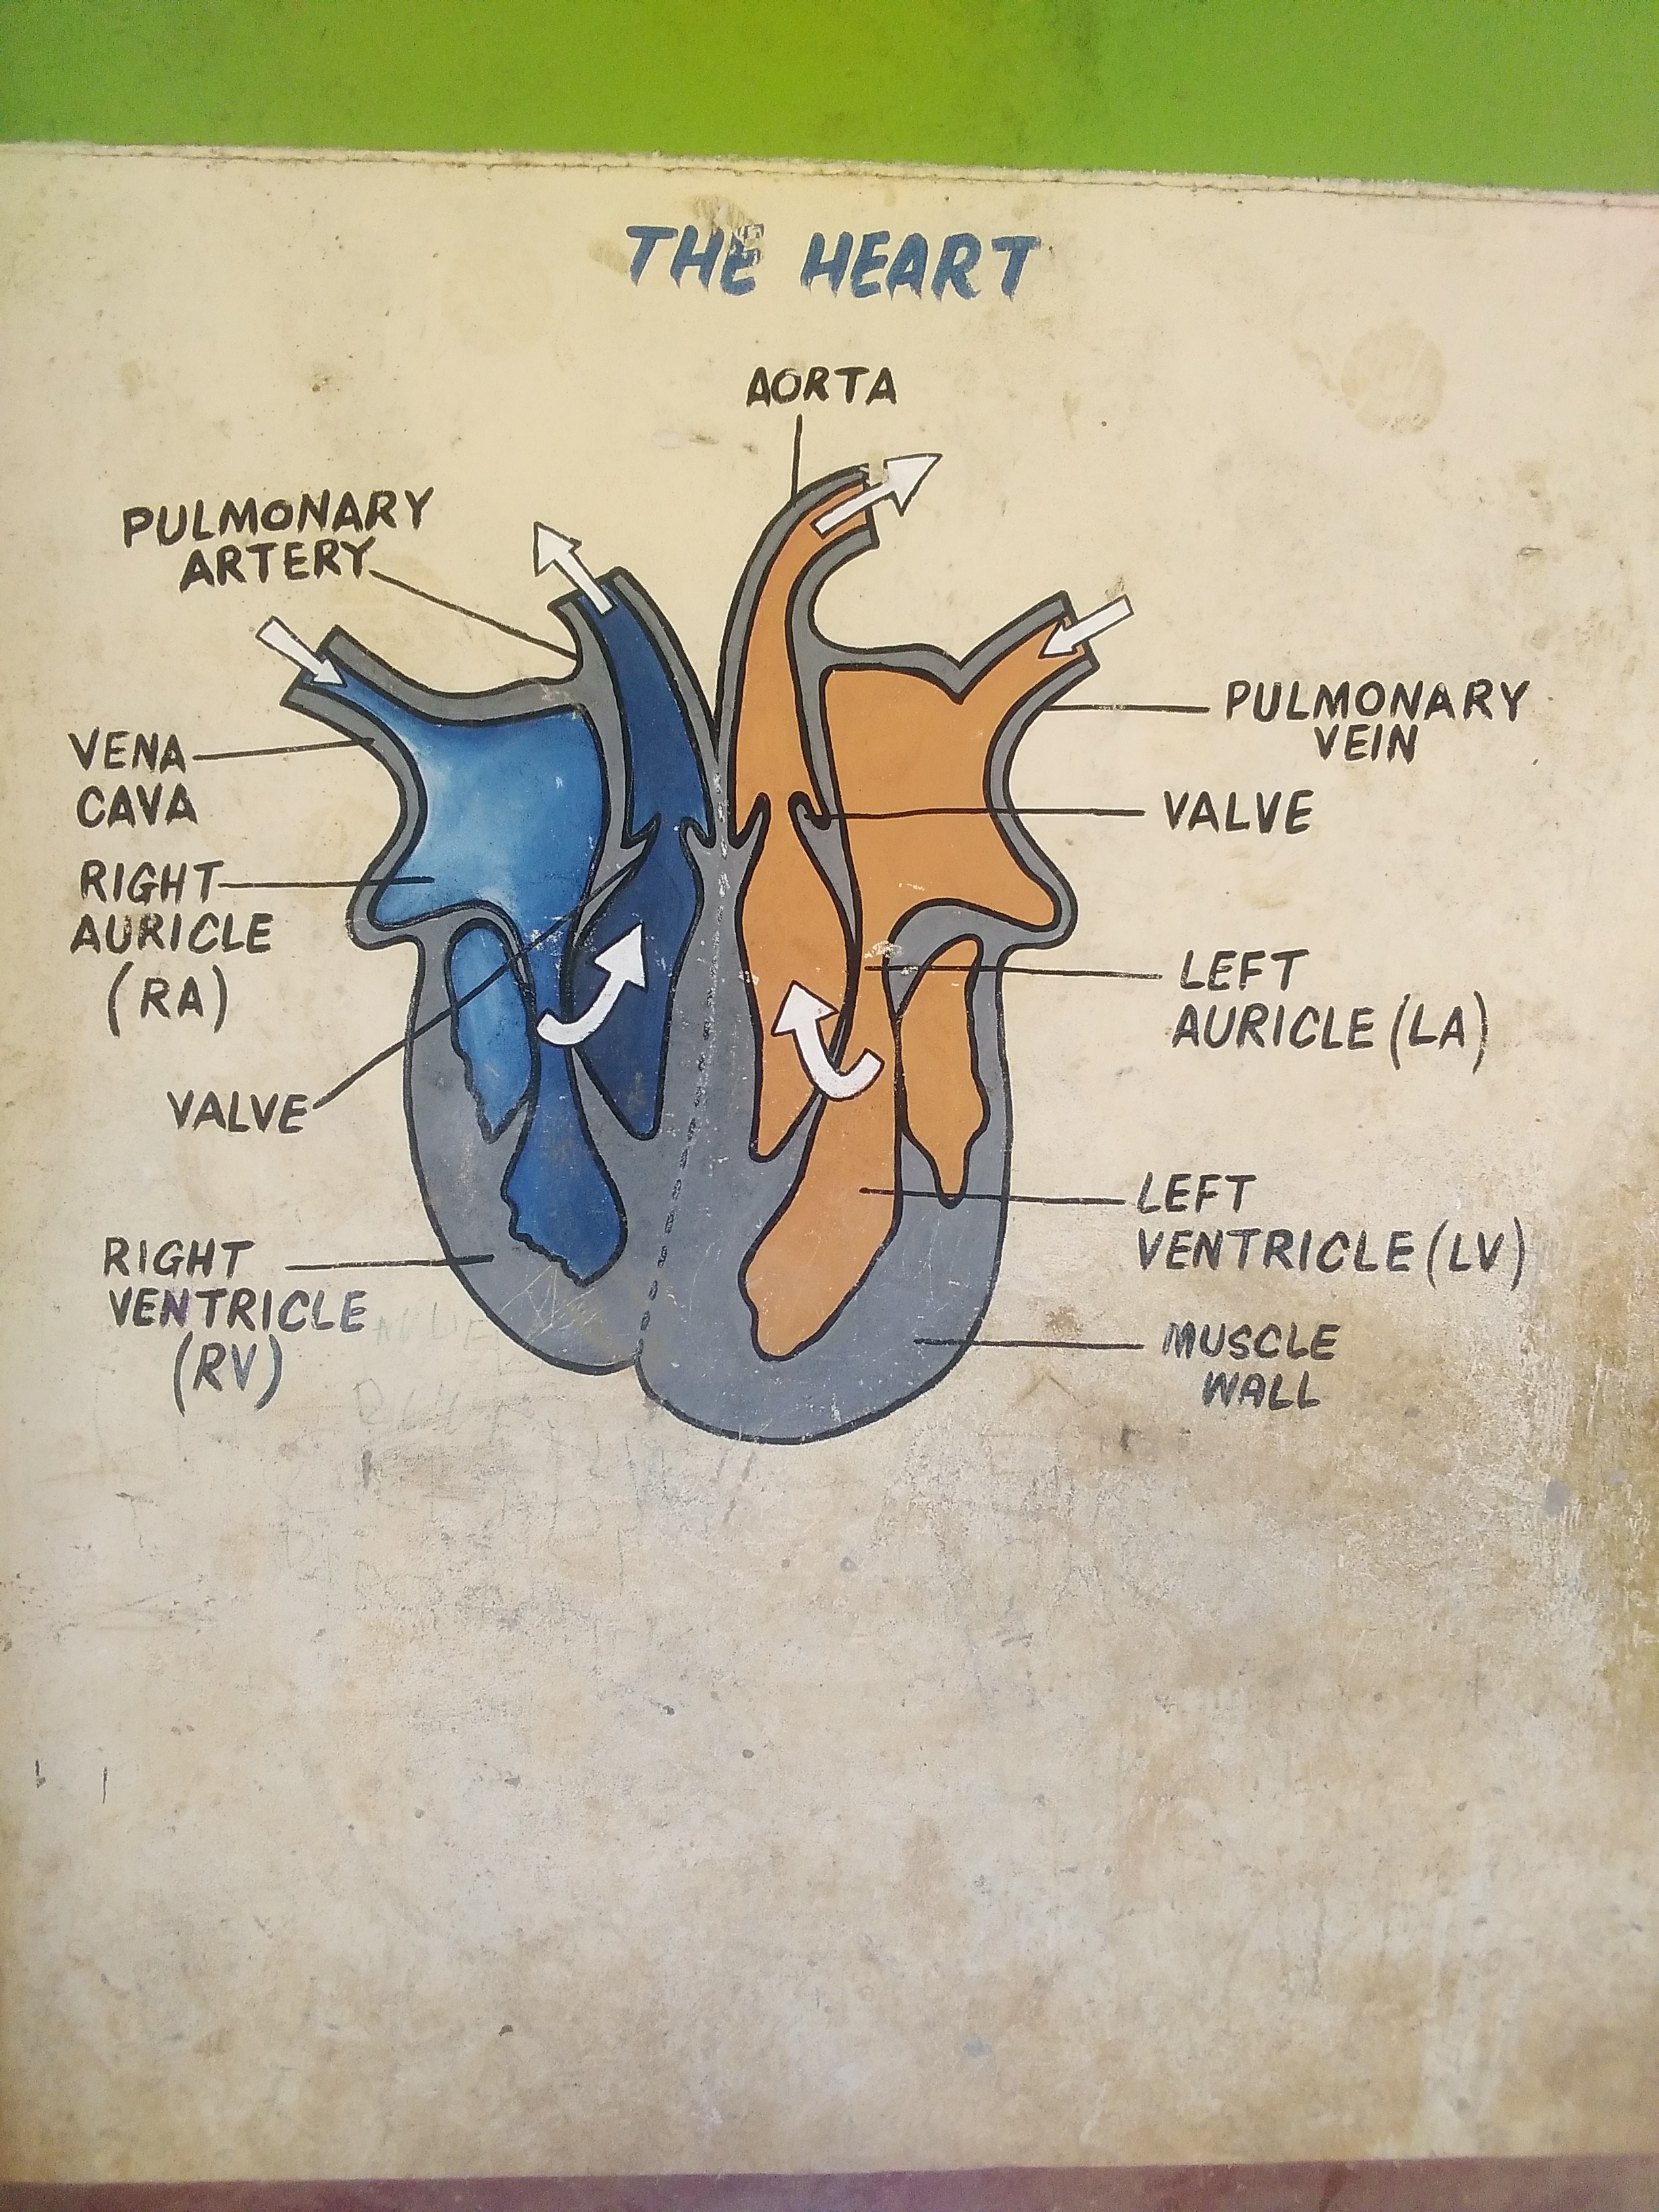 THE HEART
AORTA
PULMONARY
ARTERY
VENA
CAVA
RIGHT
AURICLE
(RA)
VALVE
RIGHT
VENTRICLE
(RV)
PULMONARY
VEIN
VALVE
LEFT
AURICLE (LA)
LEFT
VENTRICLE (LV)
MUSCLE
WALL